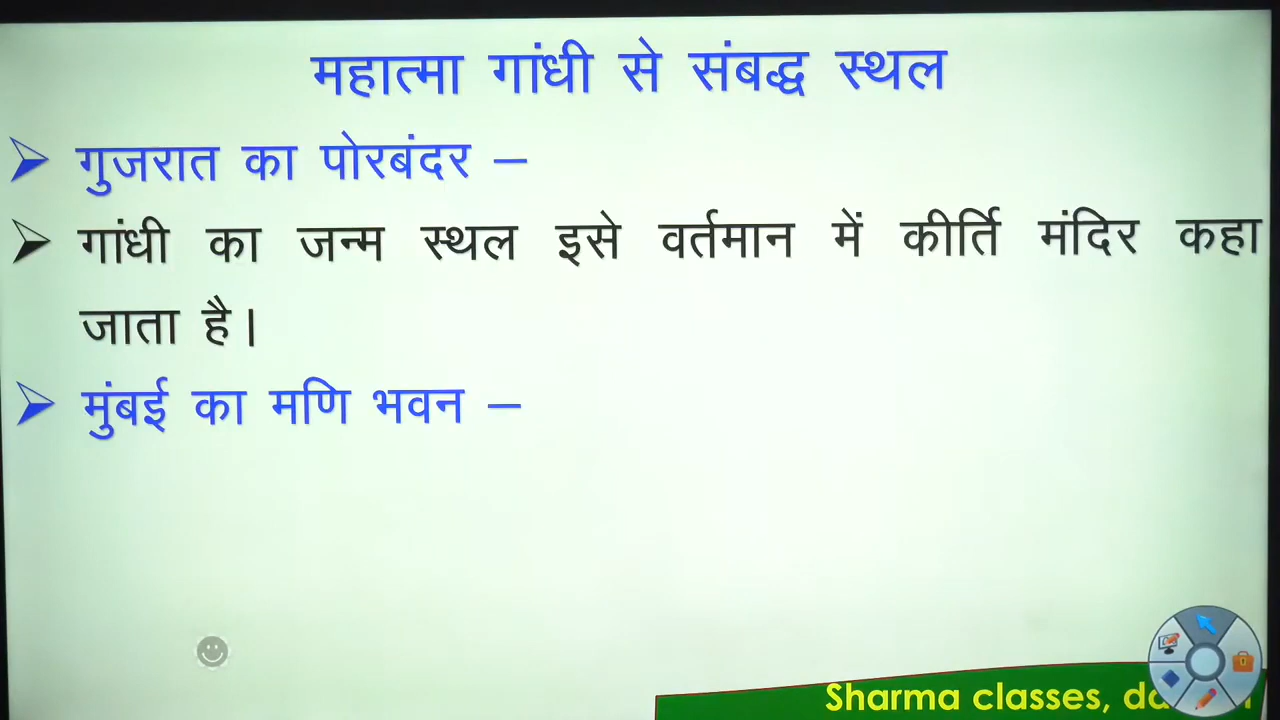 महात्मा गांधी से संबद्ध स्थल
गुजरात का पोरबंदर –
गांधी का जन्म स्थल इसे वर्तमान में कीर्ति मंदिर कहा
जाता है।
मुंबई का मणि भवन –
Sharma classes,